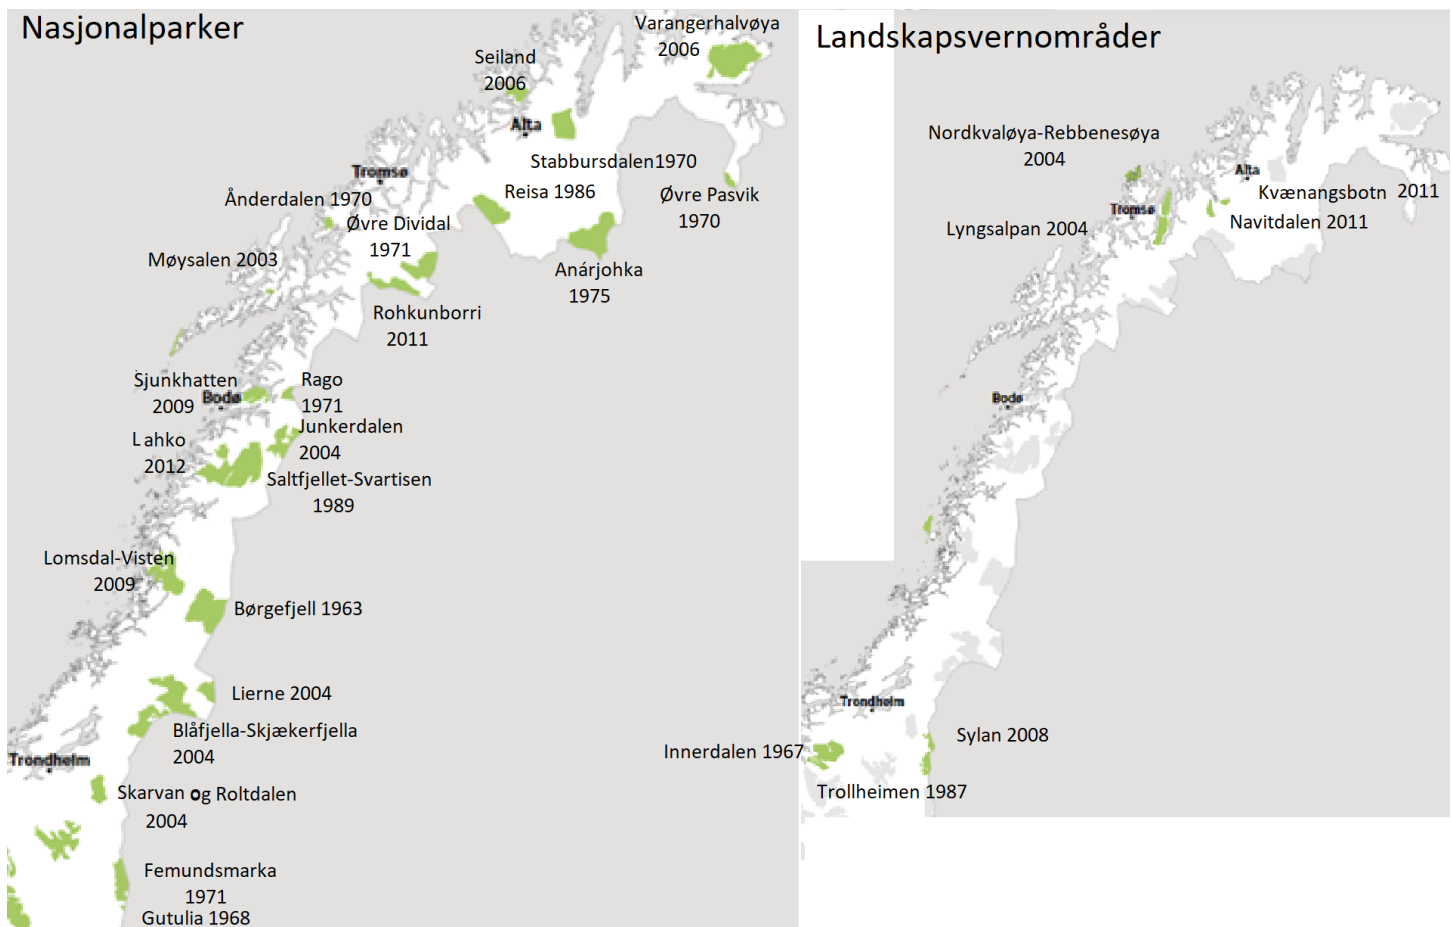 Nasjonalparker
Varangerhalvøya
2006
Seiland
2006
Alta
Stabbursdalen1970
Tromsø
Reisa 1986
Øvre Pasvik
1970
Ånderdalen 1970
Øvre Dividal
1971
Møysalen 2003
Anárjohka
1975
Rohkunborri
2011
Sjunkhatten
2009
Bodø
Rago
1971
Junkerdalen
2004
Lahko
2012
Saltfjellet-Svartisen
1989
Lomsdal-Visten
2009
Børgefjell 1963
Lierne 2004
Blåfjella-Skjækerfjella
2004
Trondheim
Skarvan og Roltdalen
2004
Femundsmarka
1971
Gutulia 1968
Landskapsvernområder
Nordkvaløya-Rebbenesøya
2004
Alta
Kvænangsbotn 2011
Tromsø
Navitdalen 2011
Lyngsalpan 2004
Bodø
Trondheim
Sylan 2008
Innerdalen 1967
Trollheimen 1987